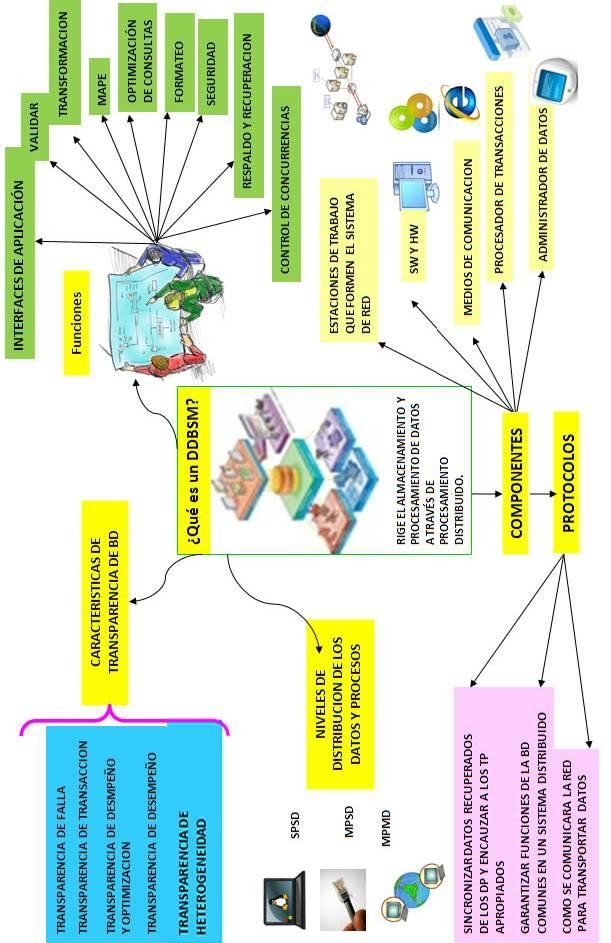 ¿Qué es un DDBSM?
RIGE EL ALMACENAMIENTO Y
PROCESAMIENTO DE DATOS
A TRAVÉS DE
PROCESAMIENTO
DISTRIBUIDO.
CARACTERISTICAS DE
TRANSPARENCIA DE BD
TRANSPARENCIA DE FALLA
TRANSPARENCIA DE TRANSACCION
TRANSPARENCIA DE DESMPEÑO
Y OPTIMIZACION
TRANSPARENCIA DE DESEMPEÑO
TRANSPARENCIA DE
HETEROGENEIDAD
NIVELES DE
DISTRIBUCION DE LOS
DATOS Y PROCESOS
SPSD
MPSD
MPMD
Funciones
INTERFACES DE APLICACIÓN
VALIDAR
TRANSFORMACION
MAPE
OPTIMIZACIÓN
DE CONSULTAS
FORMATEO
SEGURIDAD
RESPALDO Y RECUPERACION
CONTROL DE CONCURRENCIAS
COMPONENTES
ESTACIONES DE TRABAJO
QUE FORMEN EL SISTEMA
DE RED
SW Y HW
MEDIOS DE COMUNICACION
PROCESADOR DE TRANSACCIONES
ADMINISTRADOR DE DATOS
PROTOCOLOS
SINCRONIZAR DATOS RECUPERADOS
DE LOS DP Y ENCAUZAR A LOS TP
APROPIADOS
GARANTIZAR FUNCIONES DE LA BD
COMUNES EN UN SISTEMA DISTRIBUIDO
COMO SE COMUNICARA LA RED
PARA TRANSPORTAR DATOS